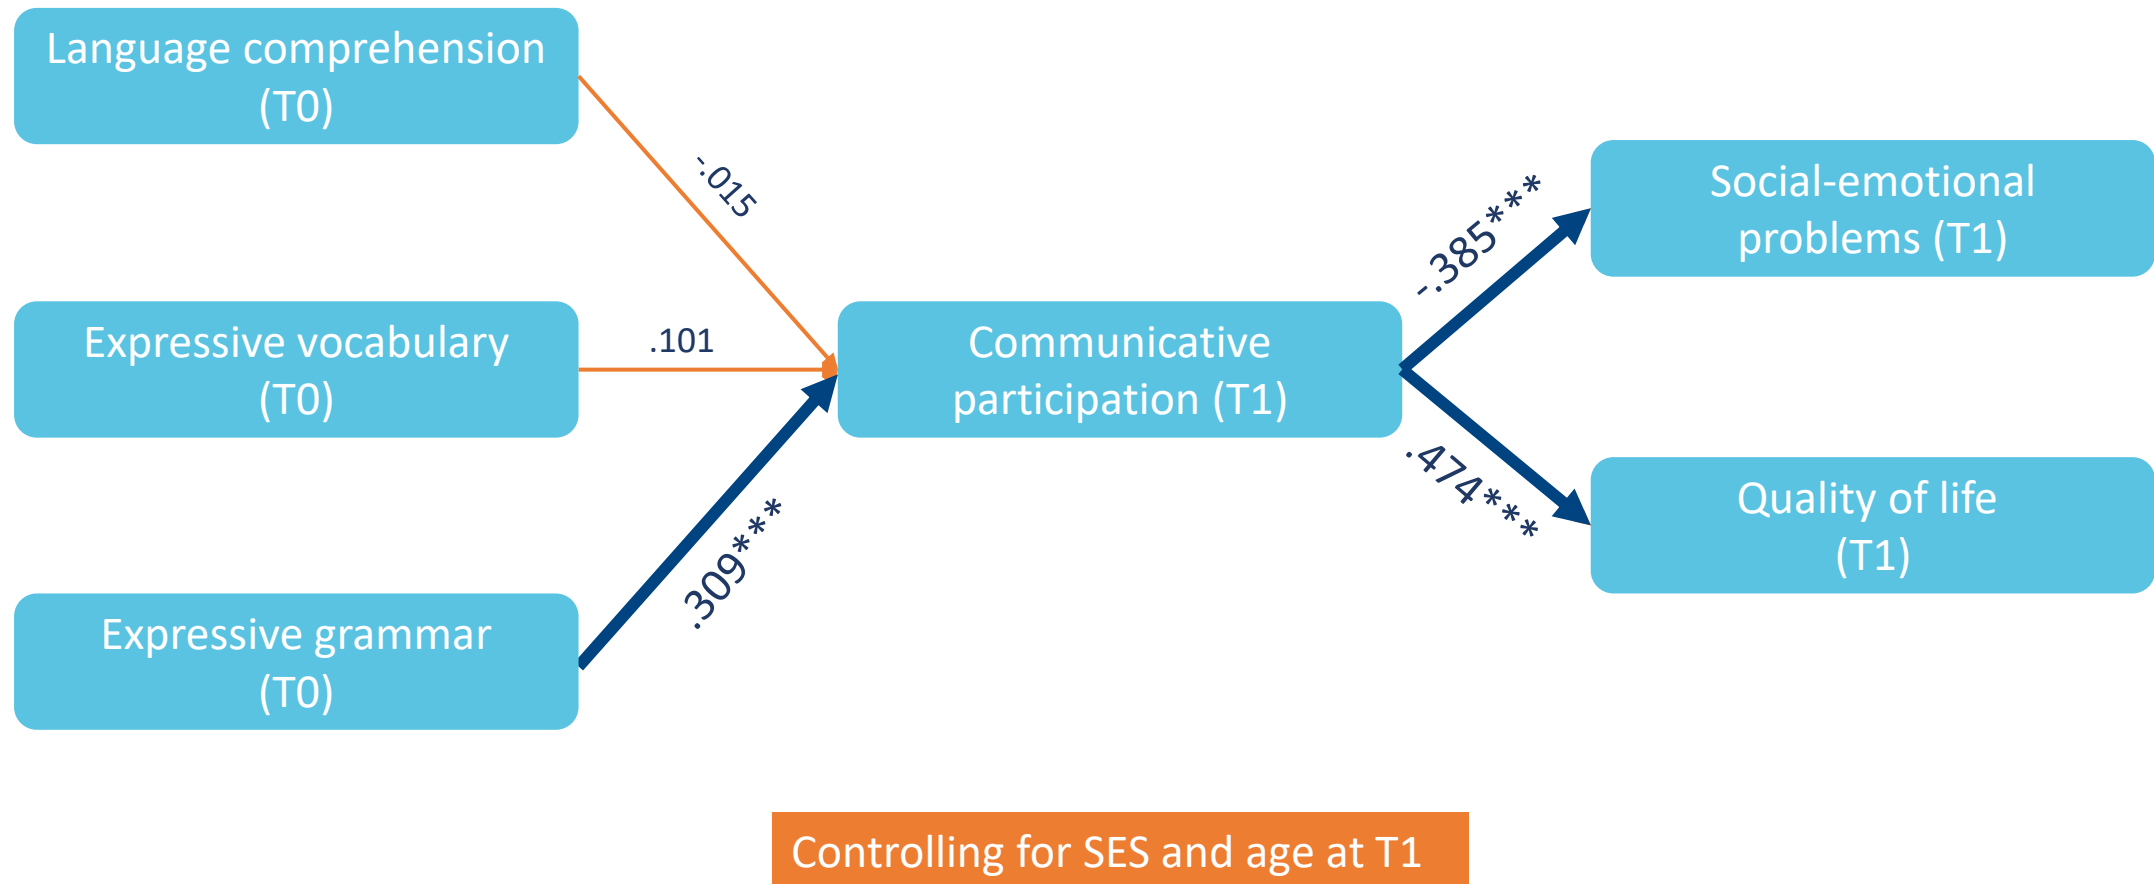 Language comprehension
(T0)
-.015
Expressive vocabulary
(T0)
.101
Expressive grammar
(T0)
.309***
Communicative
participation (T1)
-.385***
Social-emotional
problems (T1)
.474***
Quality of life
(T1)
Controlling for SES and age at T1